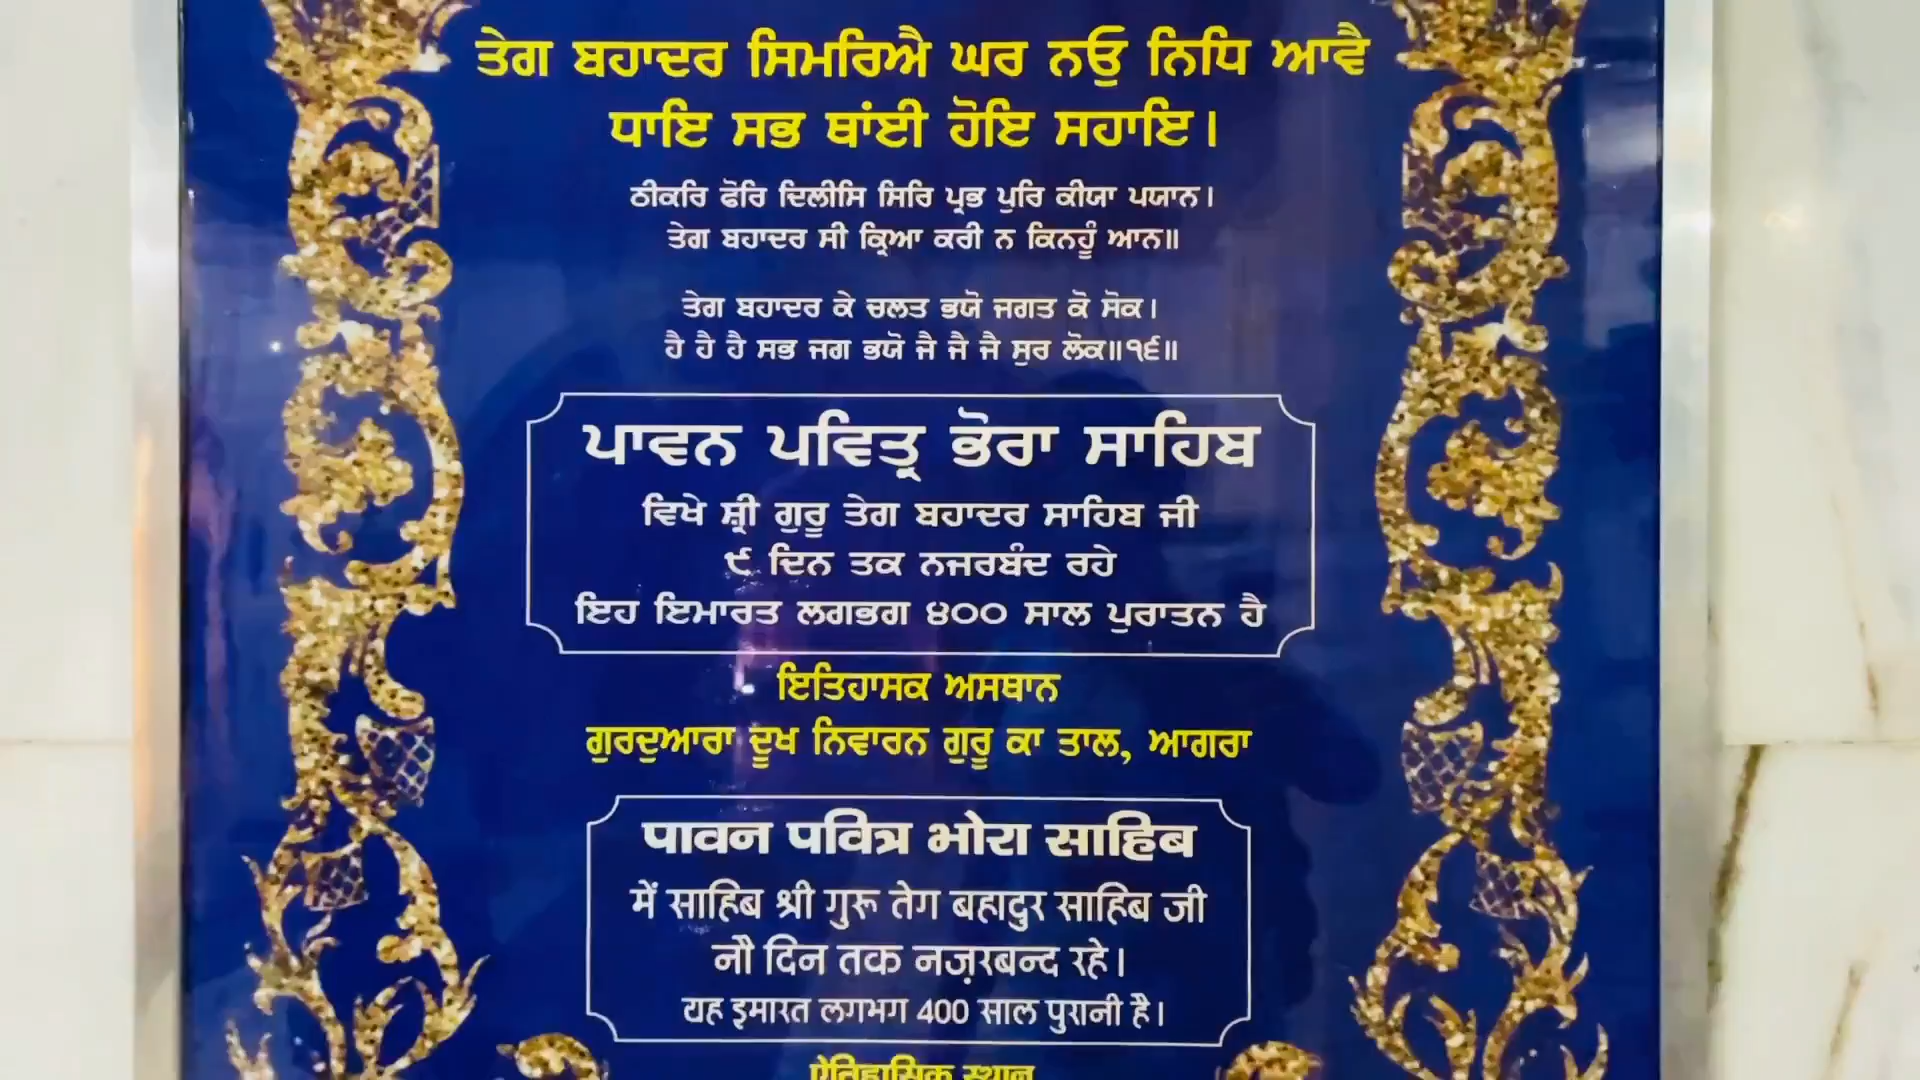 ਤੇਗ ਬਹਾਦਰ ਸਿਮਰਿਐ ਘਰ ਨਓੁ ਨਿਧਿ ਆਵੈ
ਧਾਇ ਸਭ ਥਾਂਈ ਹੋਇ ਸਹਾਇ।
ਠੀਕਰਿ ਫੋਰਿ ਦਿਲੀਸਿ ਸਿਰਿ ਪ੍ਰਭ ਪੁਰਿ ਕੀਯਾ ਪਯਾਨ।
ਤੇਗ ਬਹਾਦਰ ਸੀ ਕ੍ਰਿਆ ਕਰੀ ਨ ਕਿਨਹੂੰ ਆਨ॥
ਤੇਗ ਬਹਾਦਰ ਕੇ ਚਲਤ ਭਯੋ ਜਗਤ ਕੋ ਸੋਕ।
ਹੈ ਹੈ ਹੈ ਸਭ ਜਗ ਭਯੋ ਜੈ ਜੈ ਜੈ ਸੁਰ ਲੋਕ॥੧੬॥
ਪਾਵਨ ਪਵਿਤ੍ਰ ਭੋਰਾ ਸਾਹਿਬ
ਵਿਖੇ ਸ਼੍ਰੀ ਗੁਰੂ ਤੇਗ ਬਹਾਦਰ ਸਾਹਿਬ ਜੀ
੯ ਦਿਨ ਤਕ ਨਜਰਬੰਦ ਰਹੇ
ਇਹ ਇਮਾਰਤ ਲਗਭਗ ੪੦੦ ਸਾਲ ਪੁਰਾਤਨ ਹੈ
ਇਤਿਹਾਸਕ ਅਸਥਾਨ
ਗੁਰਦੁਆਰਾ ਦੂਖ ਨਿਵਾਰਨ ਗੁਰੂ ਕਾ ਤਾਲ, ਆਗਰਾ
पावन पवित्र भोरा साहिब
में साहिब श्री गुरू तेग बहादुर साहिब जी
नौ दिन तक नज़रबन्द रहे।
यह इमारत लगभग 400 साल पुरानी है।
ऐतिहासिक स्थान